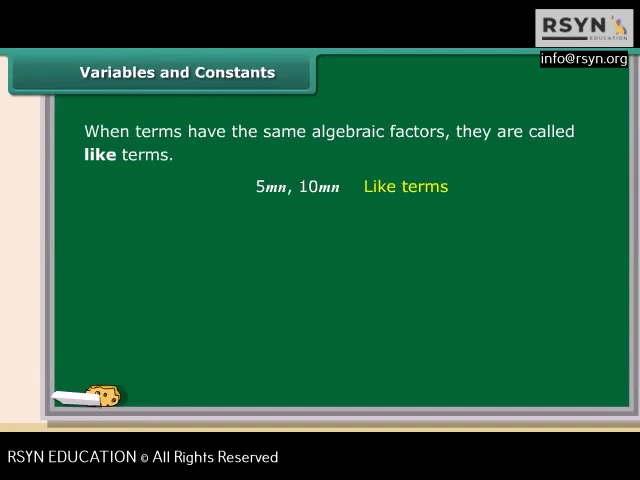 RSYN
EDUCATION
info@rsyn.org
Variables and Constants
When terms have the same algebraic factors, they are called
like terms.
5mn, 10mn Like terms
RSYN EDUCATION © All Rights Reserved